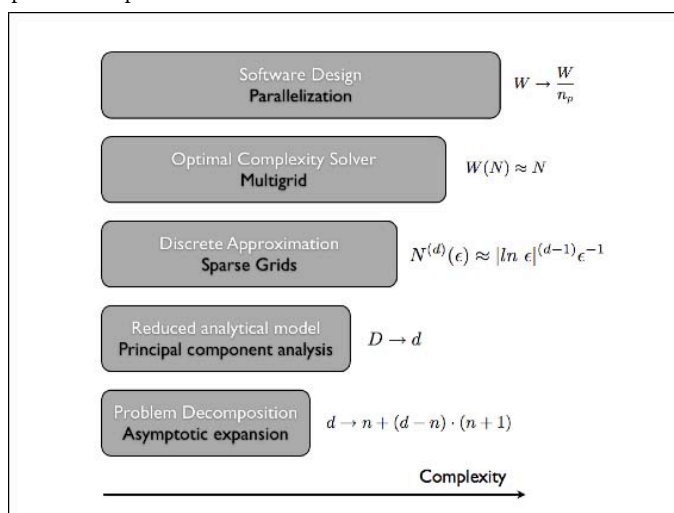 Software Design
Parallelization
W → W/n_p
Optimal Complexity Solver
Multigrid
W(N) ≈ N
Discrete Approximation
Sparse Grids
N^(d)(ϵ) ≈ |ln ϵ|^(d−1) ϵ^−1
Reduced analytical model
Principal component analysis
D → d
Problem Decomposition
Asymptotic expansion
d → n + (d − n) · (n + 1)
Complexity